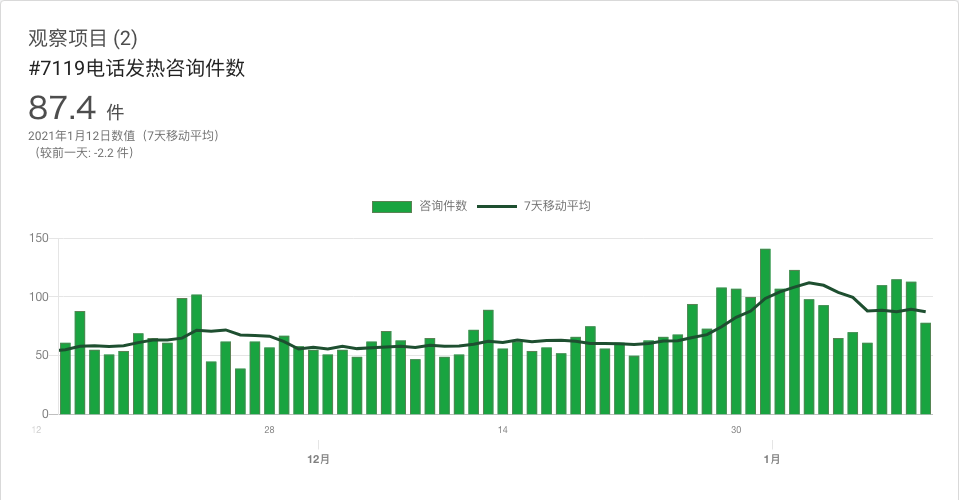 观察项目 (2)
#7119电话发热咨询件数
87.4 件
2021年1月12日数值（7天移动平均）
（较前一天: -2.2 件）
咨询件数 7天移动平均
150
100
50
0
12 28 14 30
12月 1月